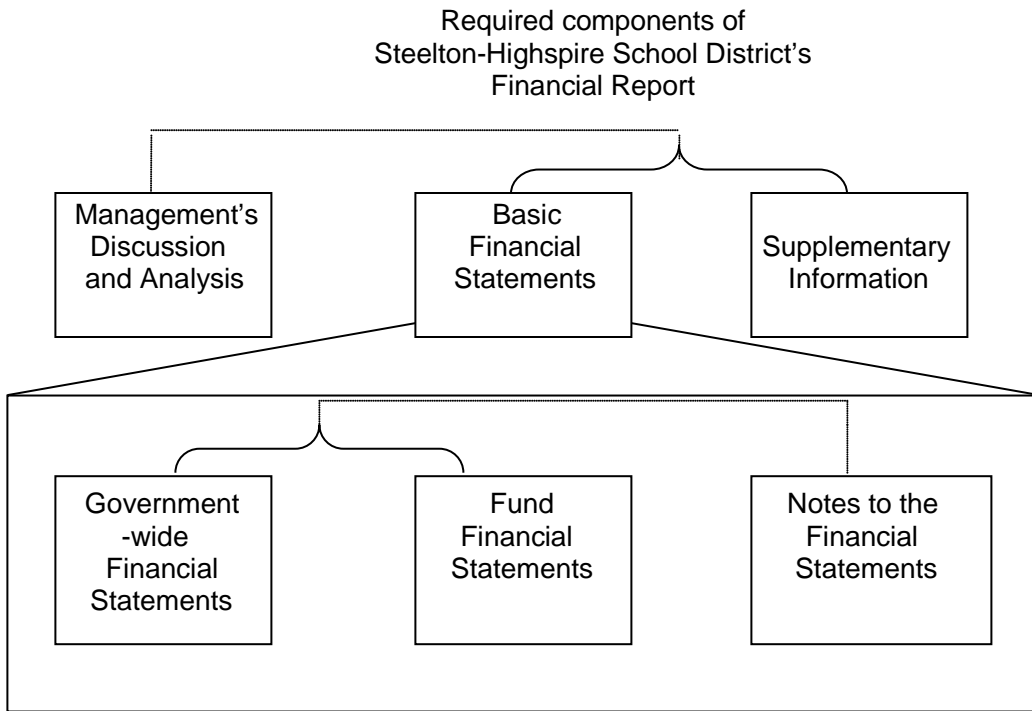 Required components of
Steelton-Highspire School District's
Financial Report
Management's
Discussion
and Analysis
Basic
Financial
Statements
Supplementary
Information
Government
-wide
Financial
Statements
Fund
Financial
Statements
Notes to the
Financial
Statements